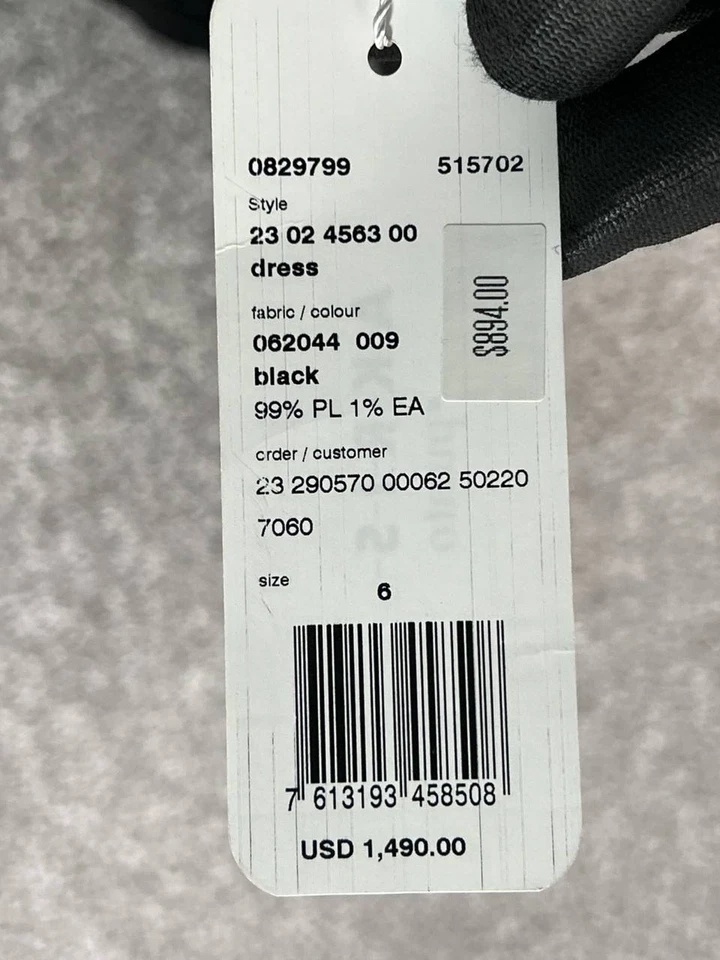 0829799 515702
Style
23 02 4563 00
dress
$894.00
fabric / colour
062044 009
black
99% PL 1% EA
crder / customer
23 290570 00062 50220
7060
size
6
7 613193 458508
USD 1,490.00